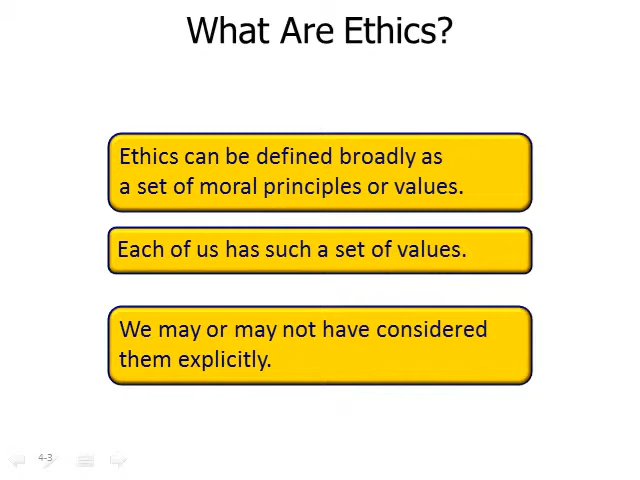 What Are Ethics?
Ethics can be defined broadly as
a set of moral principles or values.
Each of us has such a set of values.
We may or may not have considered
them explicitly.
4-3